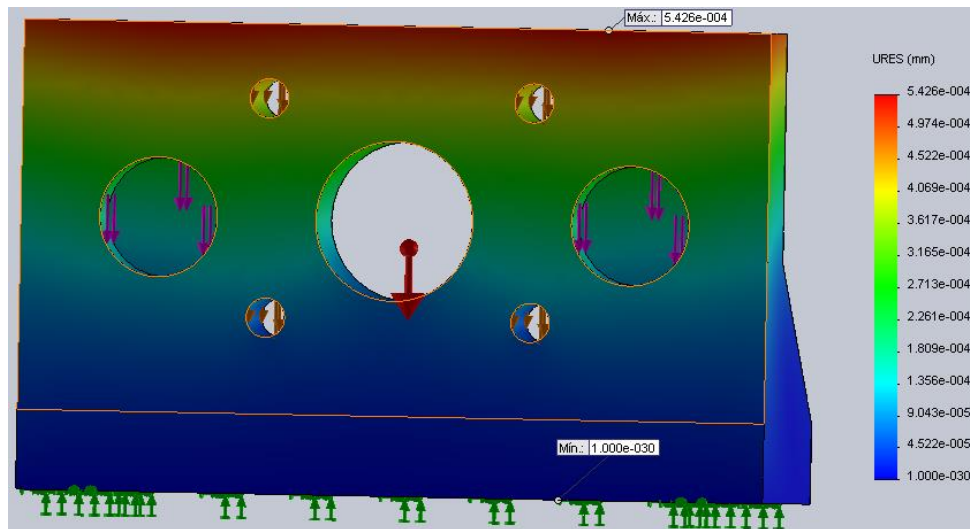 Máx.: 5.426e-004
URES (mm)
5.426e-004
4.974e-004
4.522e-004
4.069e-004
3.617e-004
3.165e-004
2.713e-004
2.261e-004
1.809e-004
1.356e-004
9.043e-005
4.522e-005
1.000e-030
Mín.: 1.000e-030